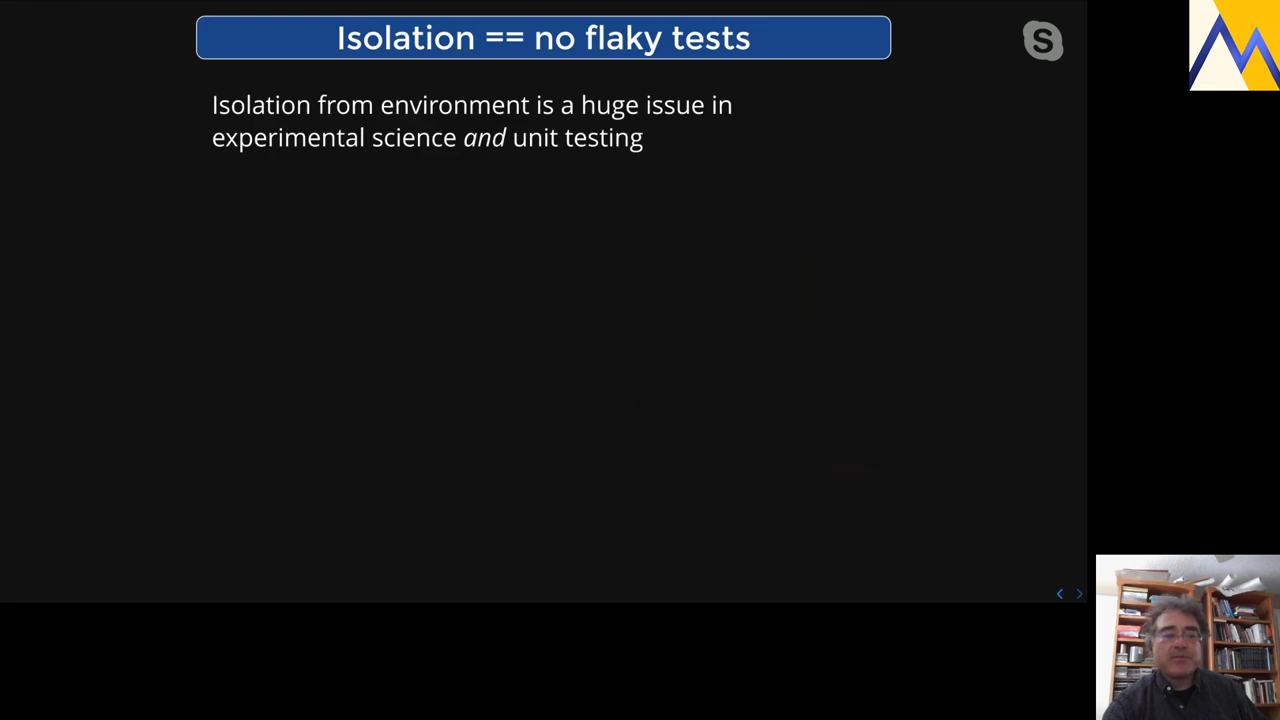 Isolation == no flaky tests
S
Isolation from environment is a huge issue in
experimental science and unit testing